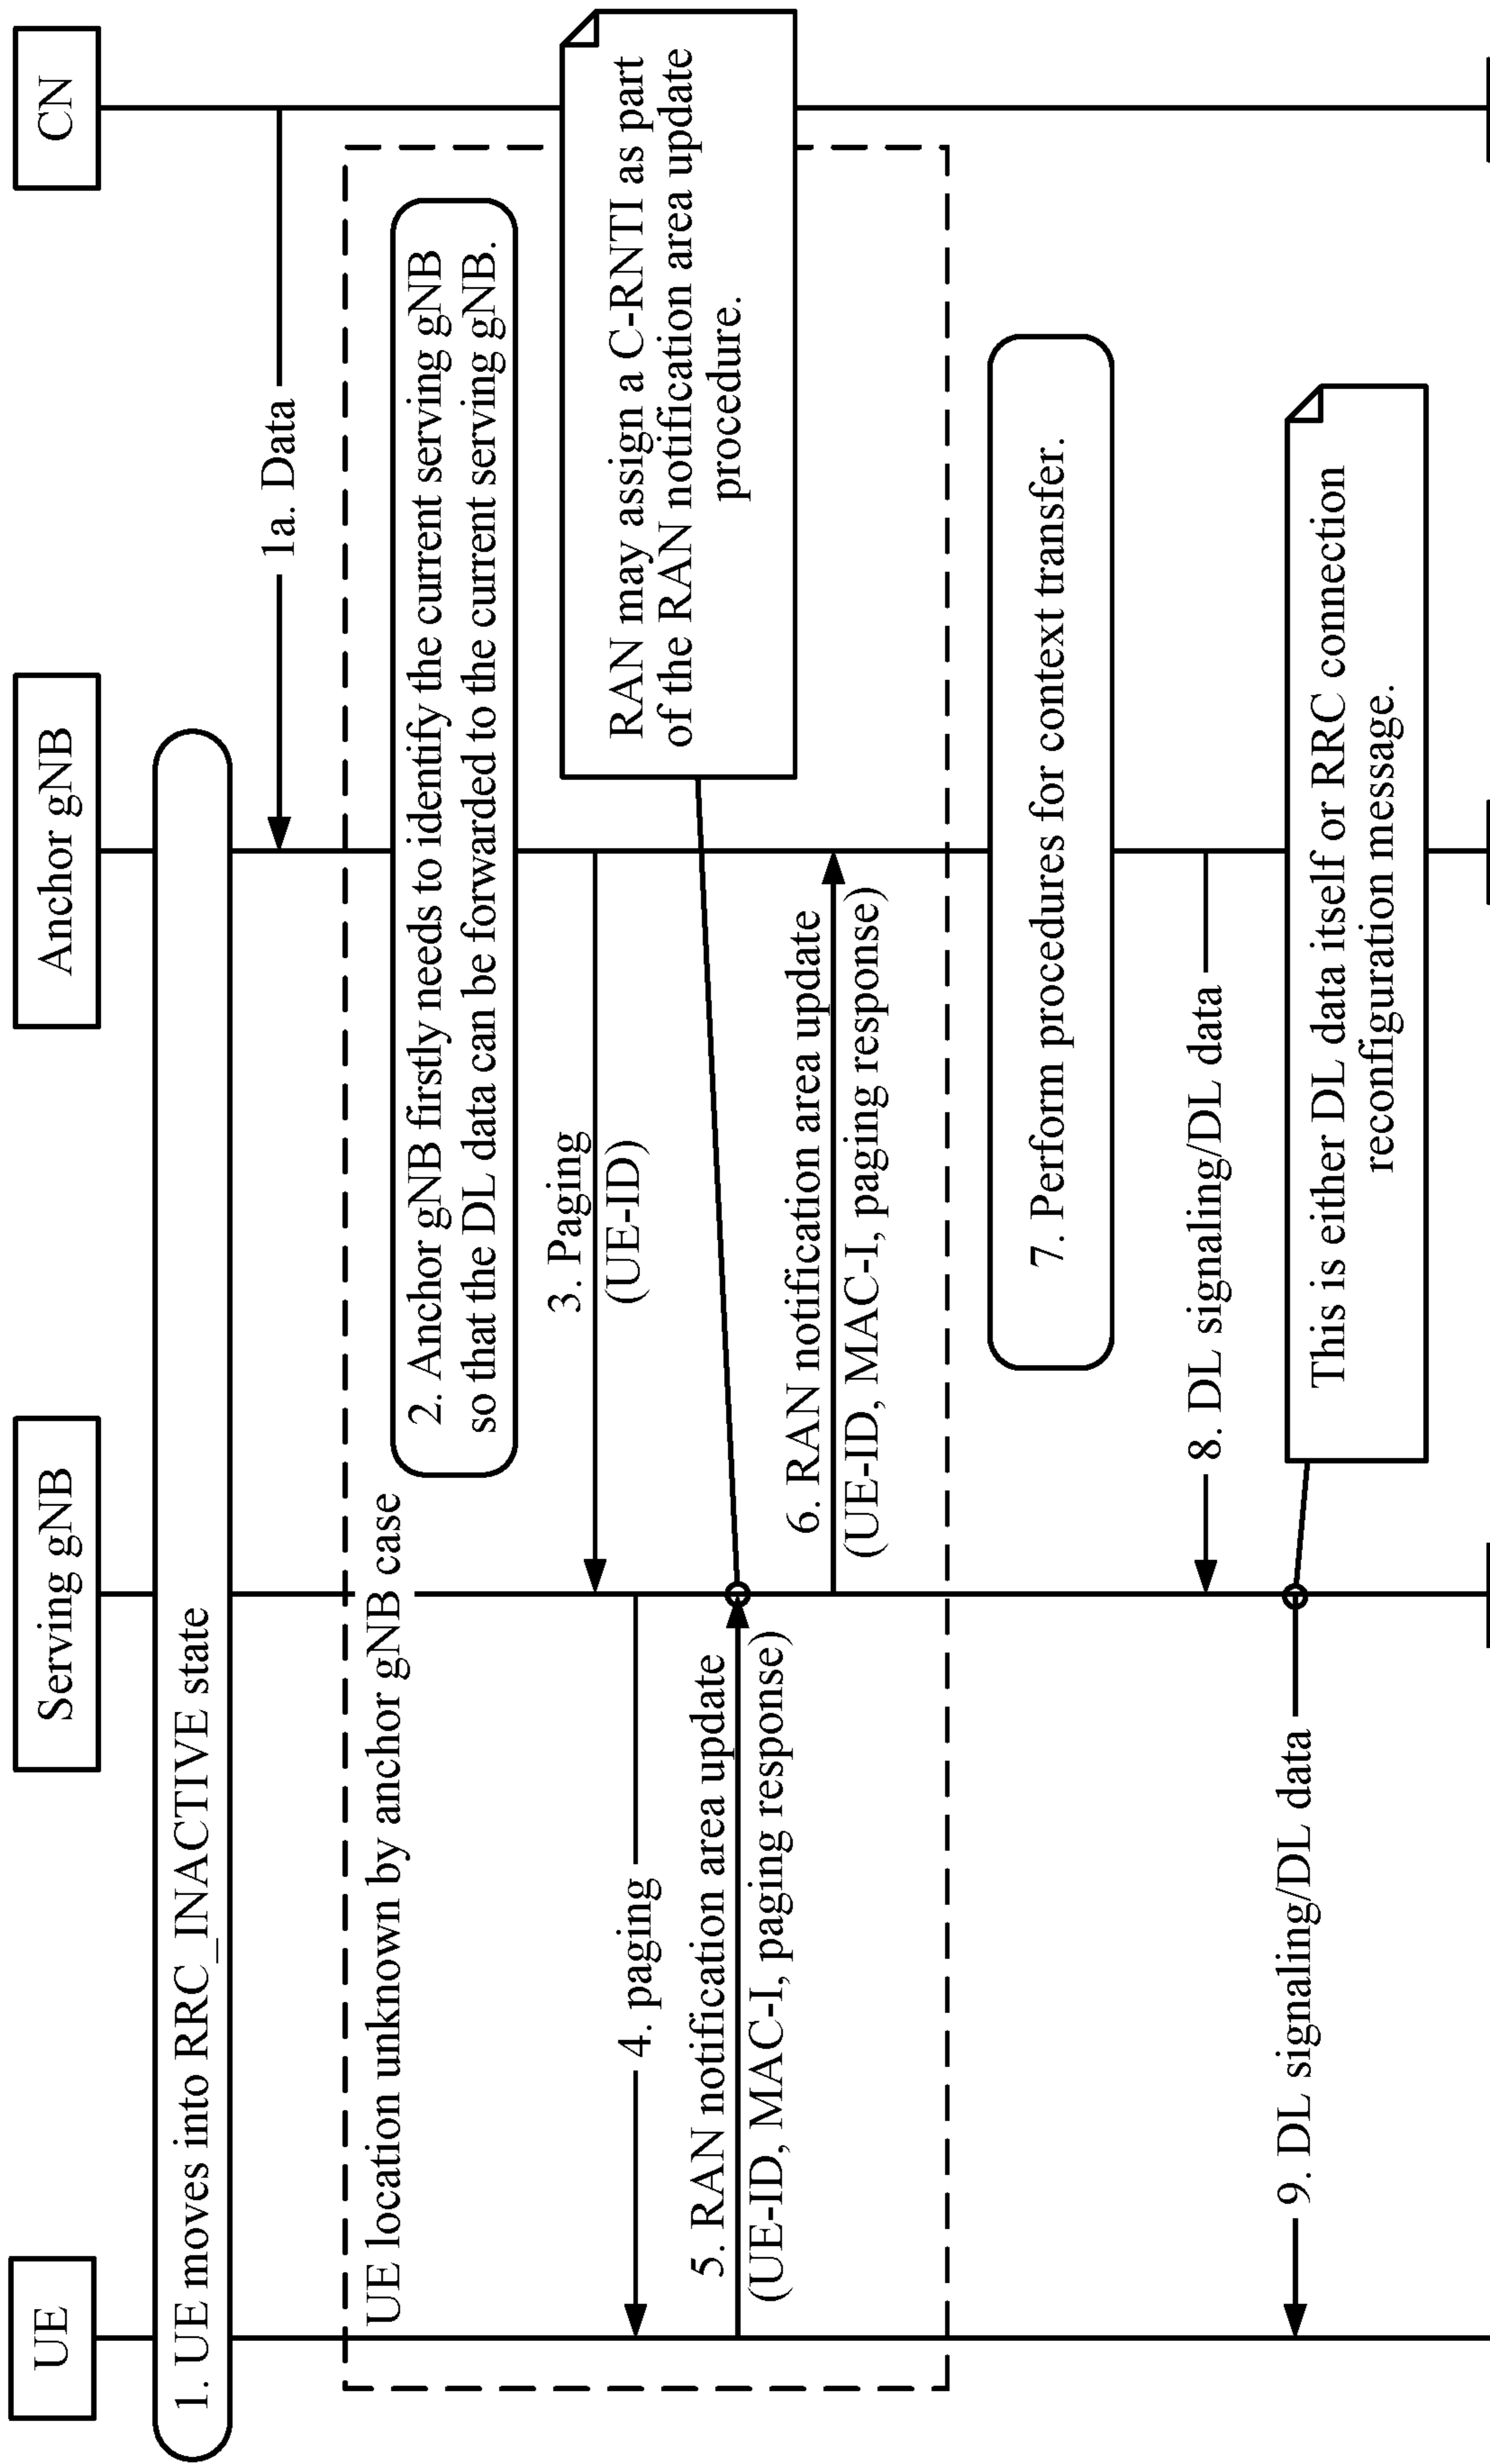 UE
Serving gNB
Anchor gNB
CN
1. UE moves into RRC_INACTIVE state
1a. Data
UE location unknown by anchor gNB case
2. Anchor gNB firstly needs to identify the current serving gNB
so that the DL data can be forwarded to the current serving gNB.
3. Paging
(UE-ID)
4. paging
RAN may assign a C-RNTI as part
of the RAN notification area update
procedure.
5. RAN notification area update
(UE-ID, MAC-I, paging response)
6. RAN notification area update
(UE-ID, MAC-I, paging response)
7. Perform procedures for context transfer.
8. DL signaling/DL data
9. DL signaling/DL data
This is either DL data itself or RRC connection
reconfiguration message.